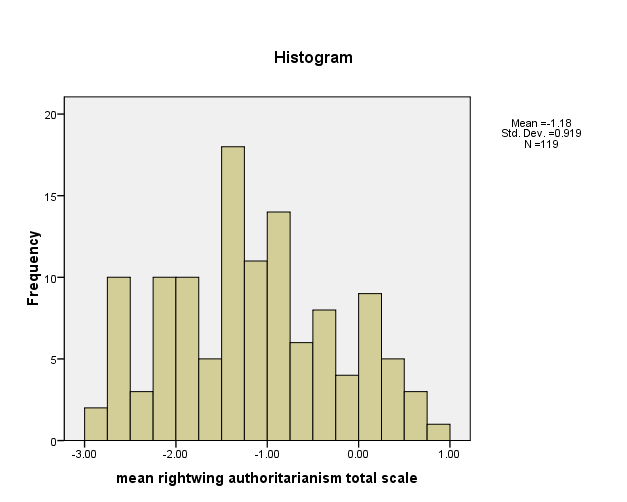 Histogram
Mean =-1.18
Std. Dev. =0.919
N =119
20
15
10
5
0
Frequency
-3.00 -2.00 -1.00 0.00 1.00
mean rightwing authoritarianism total scale